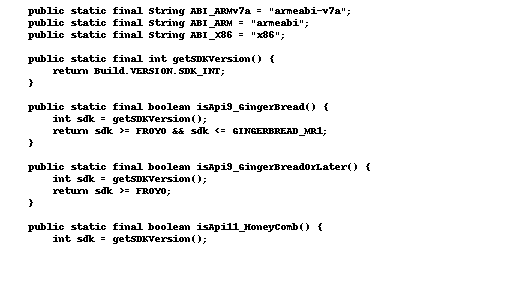 public static final String ABI_ARMv7a = "armeabi-v7a";
public static final String ABI_ARM = "armeabi";
public static final String ABI_X86 = "x86";
public static final int getSDKVersion() {
return Build.VERSION.SDK_INT;
}
public static final boolean isApi9_GingerBread() {
int sdk = getSDKVersion();
return sdk >= FROYO && sdk <= GINGERBREAD_MR1;
}
public static final boolean isApi9_GingerBreadOrLater() {
int sdk = getSDKVersion();
return sdk >= FROYO;
}
public static final boolean isApi11_HoneyComb() {
int sdk = getSDKVersion();